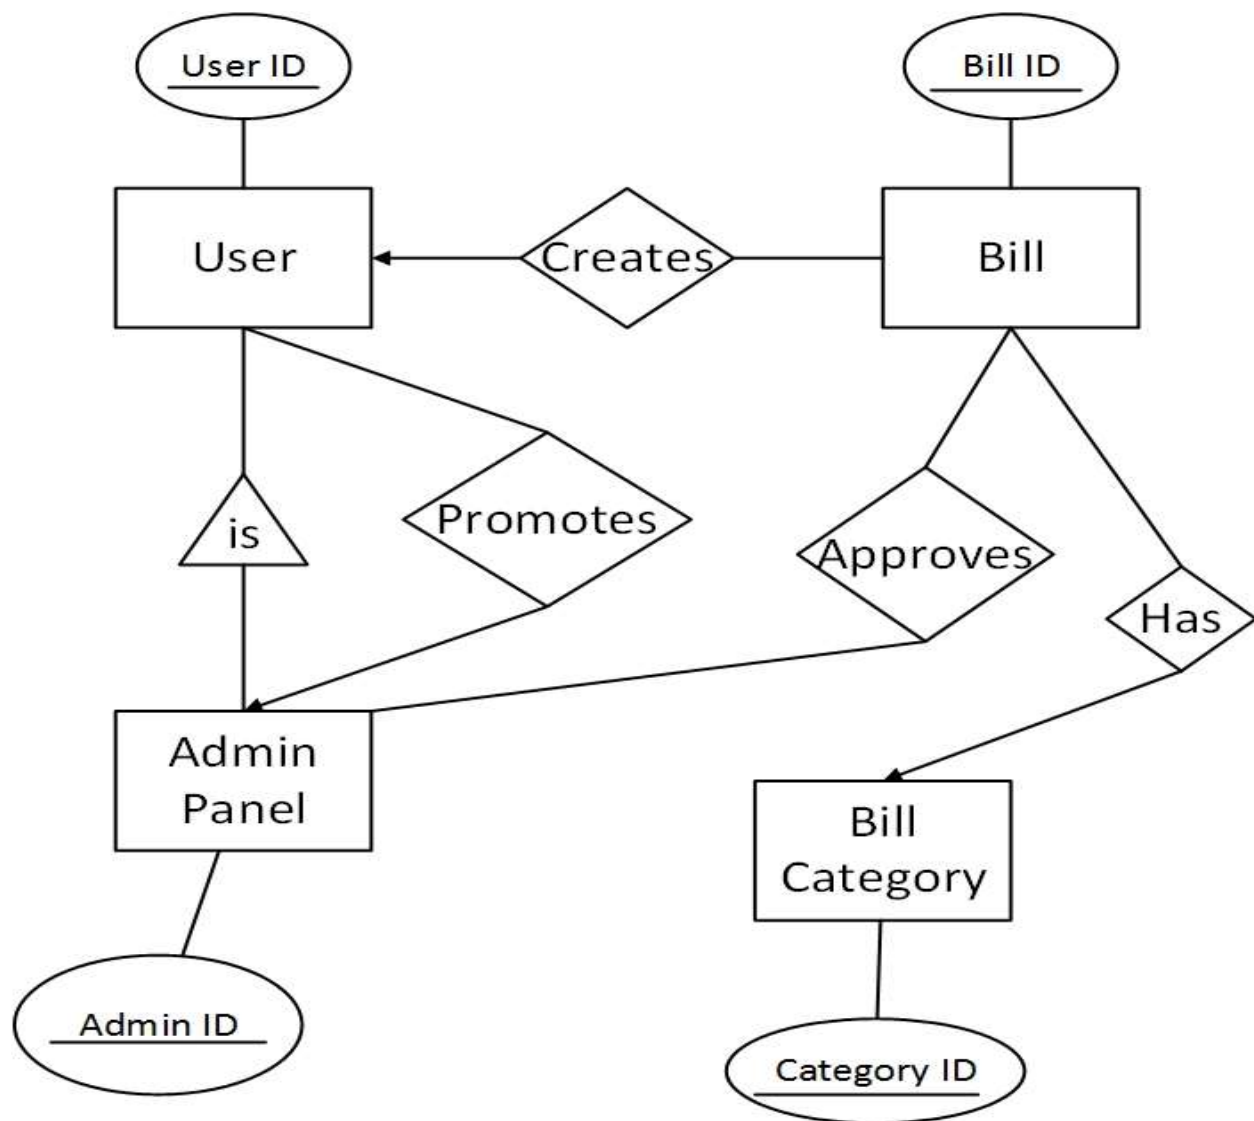 User ID
Bill ID
User
Creates
Bill
is
Promotes
Approves
Has
Admin
Panel
Bill
Category
Admin ID
Category ID